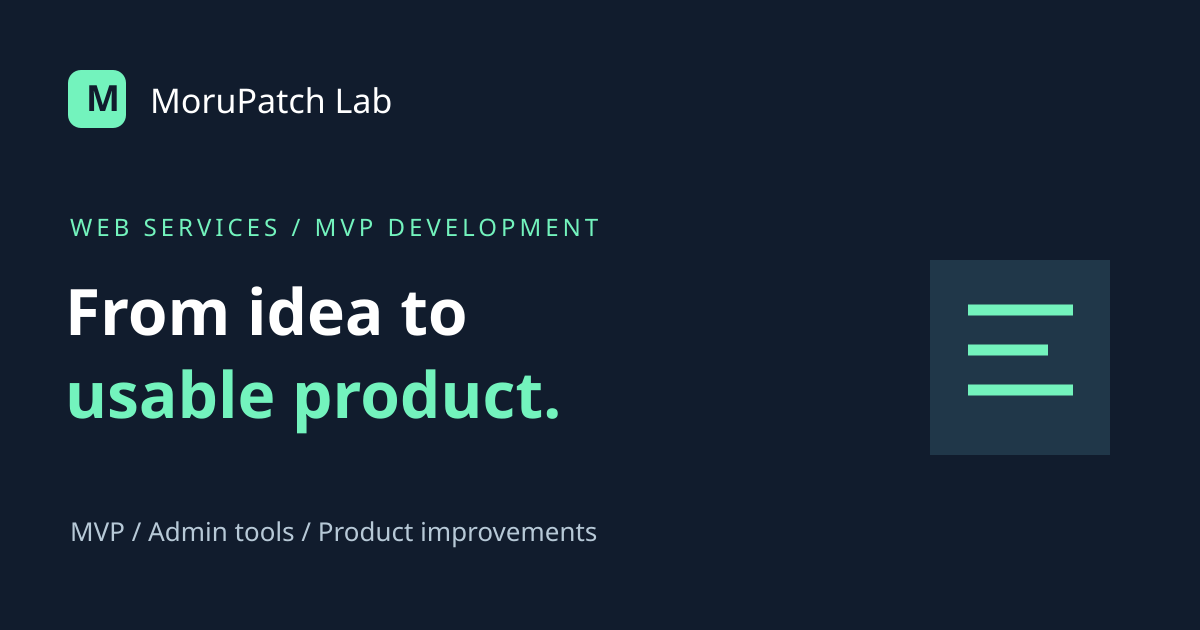 M
MoruPatch Lab
WEB SERVICES / MVP DEVELOPMENT
From idea to
usable product.
MVP / Admin tools / Product improvements